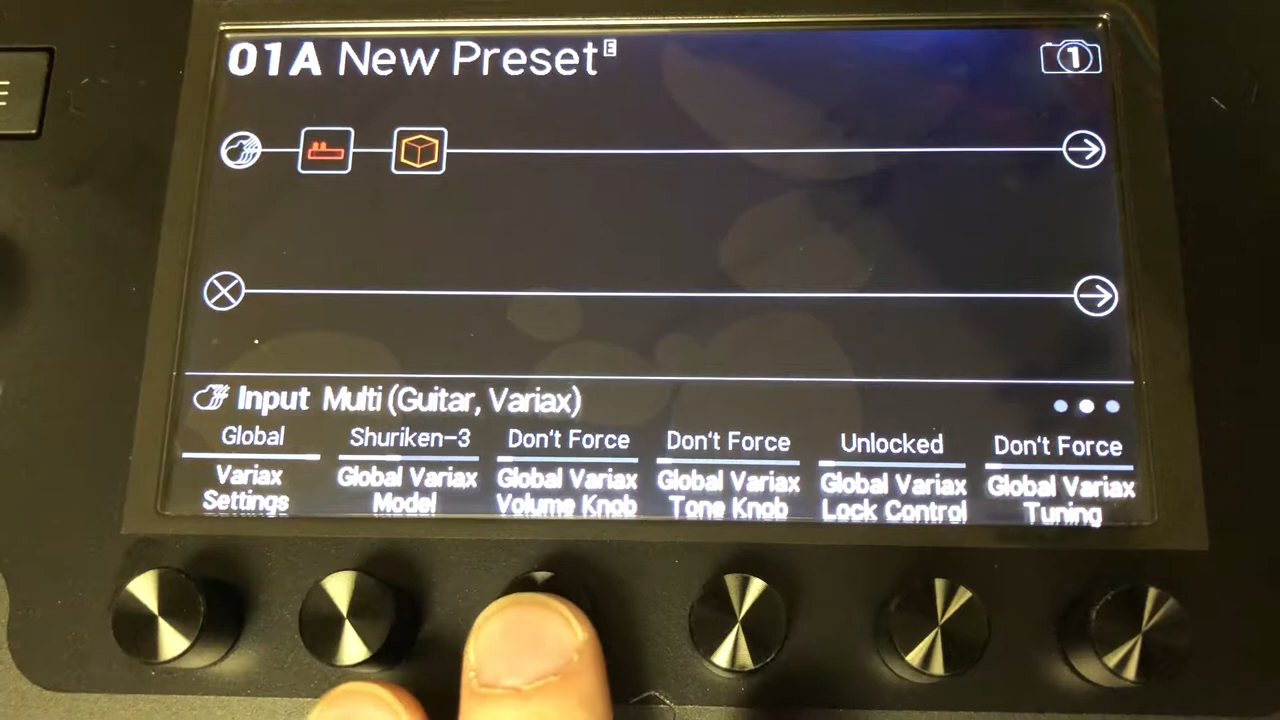 01A New Preset E
1
Input Multi (Guitar, Variax)
Global Shuriken-3 Don't Force Don't Force Unlocked Don't Force
Variax Global Variax Global Variax Global Variax Global Variax Global Variax
Settings Model Volume Knob Tone Knob Lock Control Tuning